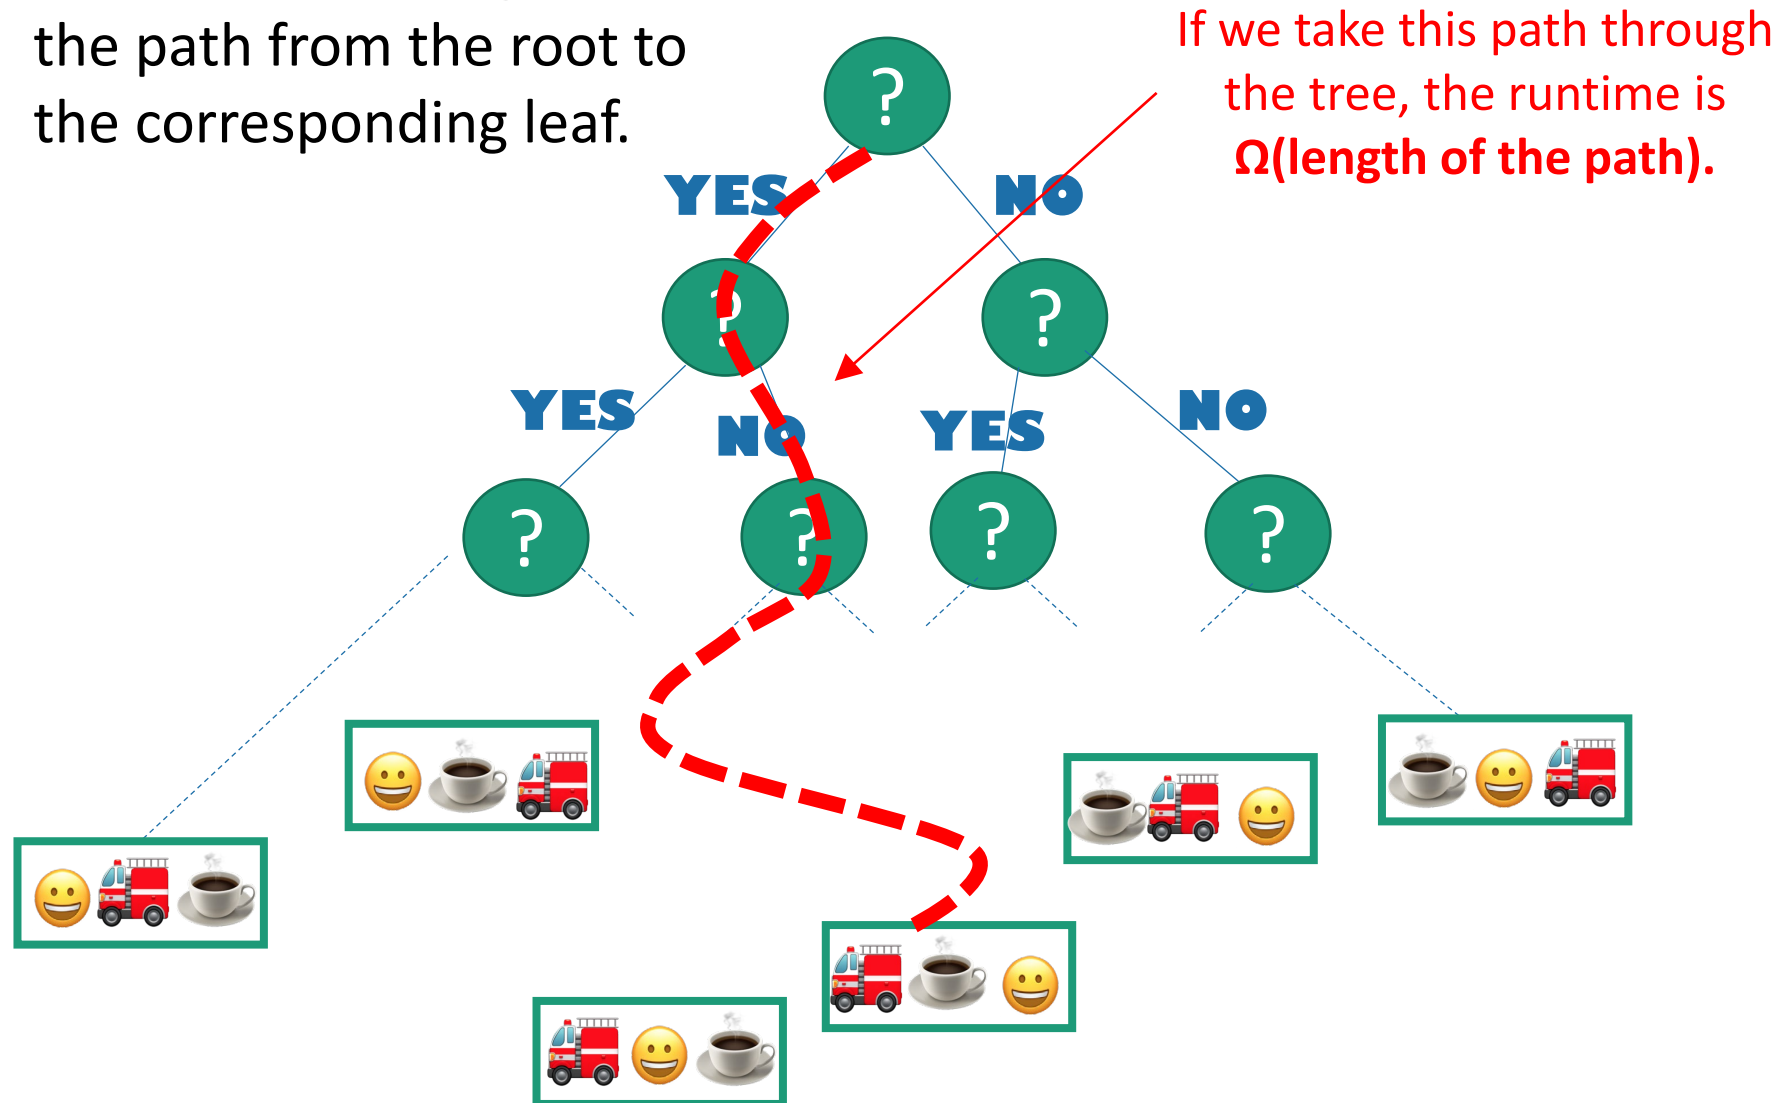 the path from the root to
the corresponding leaf.
If we take this path through
the tree, the runtime is
Ω(length of the path).
?
YES
NO
?
?
YES
NO
YES
NO
?
?
?
?